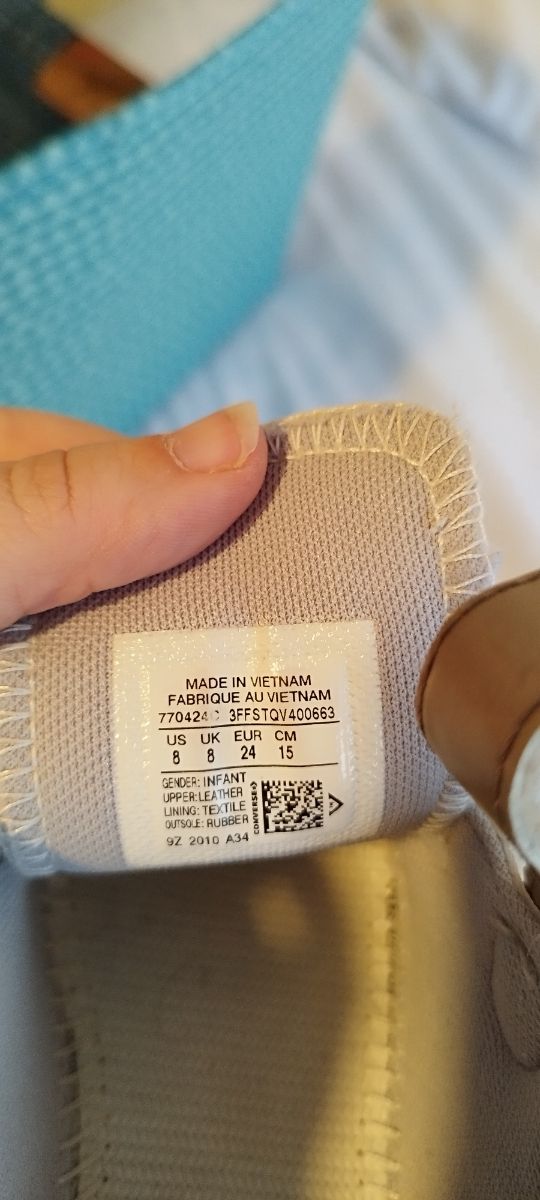 MADE IN VIETNAM
FABRIQUE AU VIETNAM
770424C 3FFSTQV400663
US UK EUR CM
8 8 24 15
GENDER: INFANT
UPPER: LEATHER
LINING: TEXTILE
OUTSOLE: RUBBER
CONVERSE
9Z 2010 A34